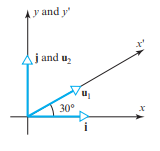 y and y'
x'
j and u₂
u₁
30°
x
i